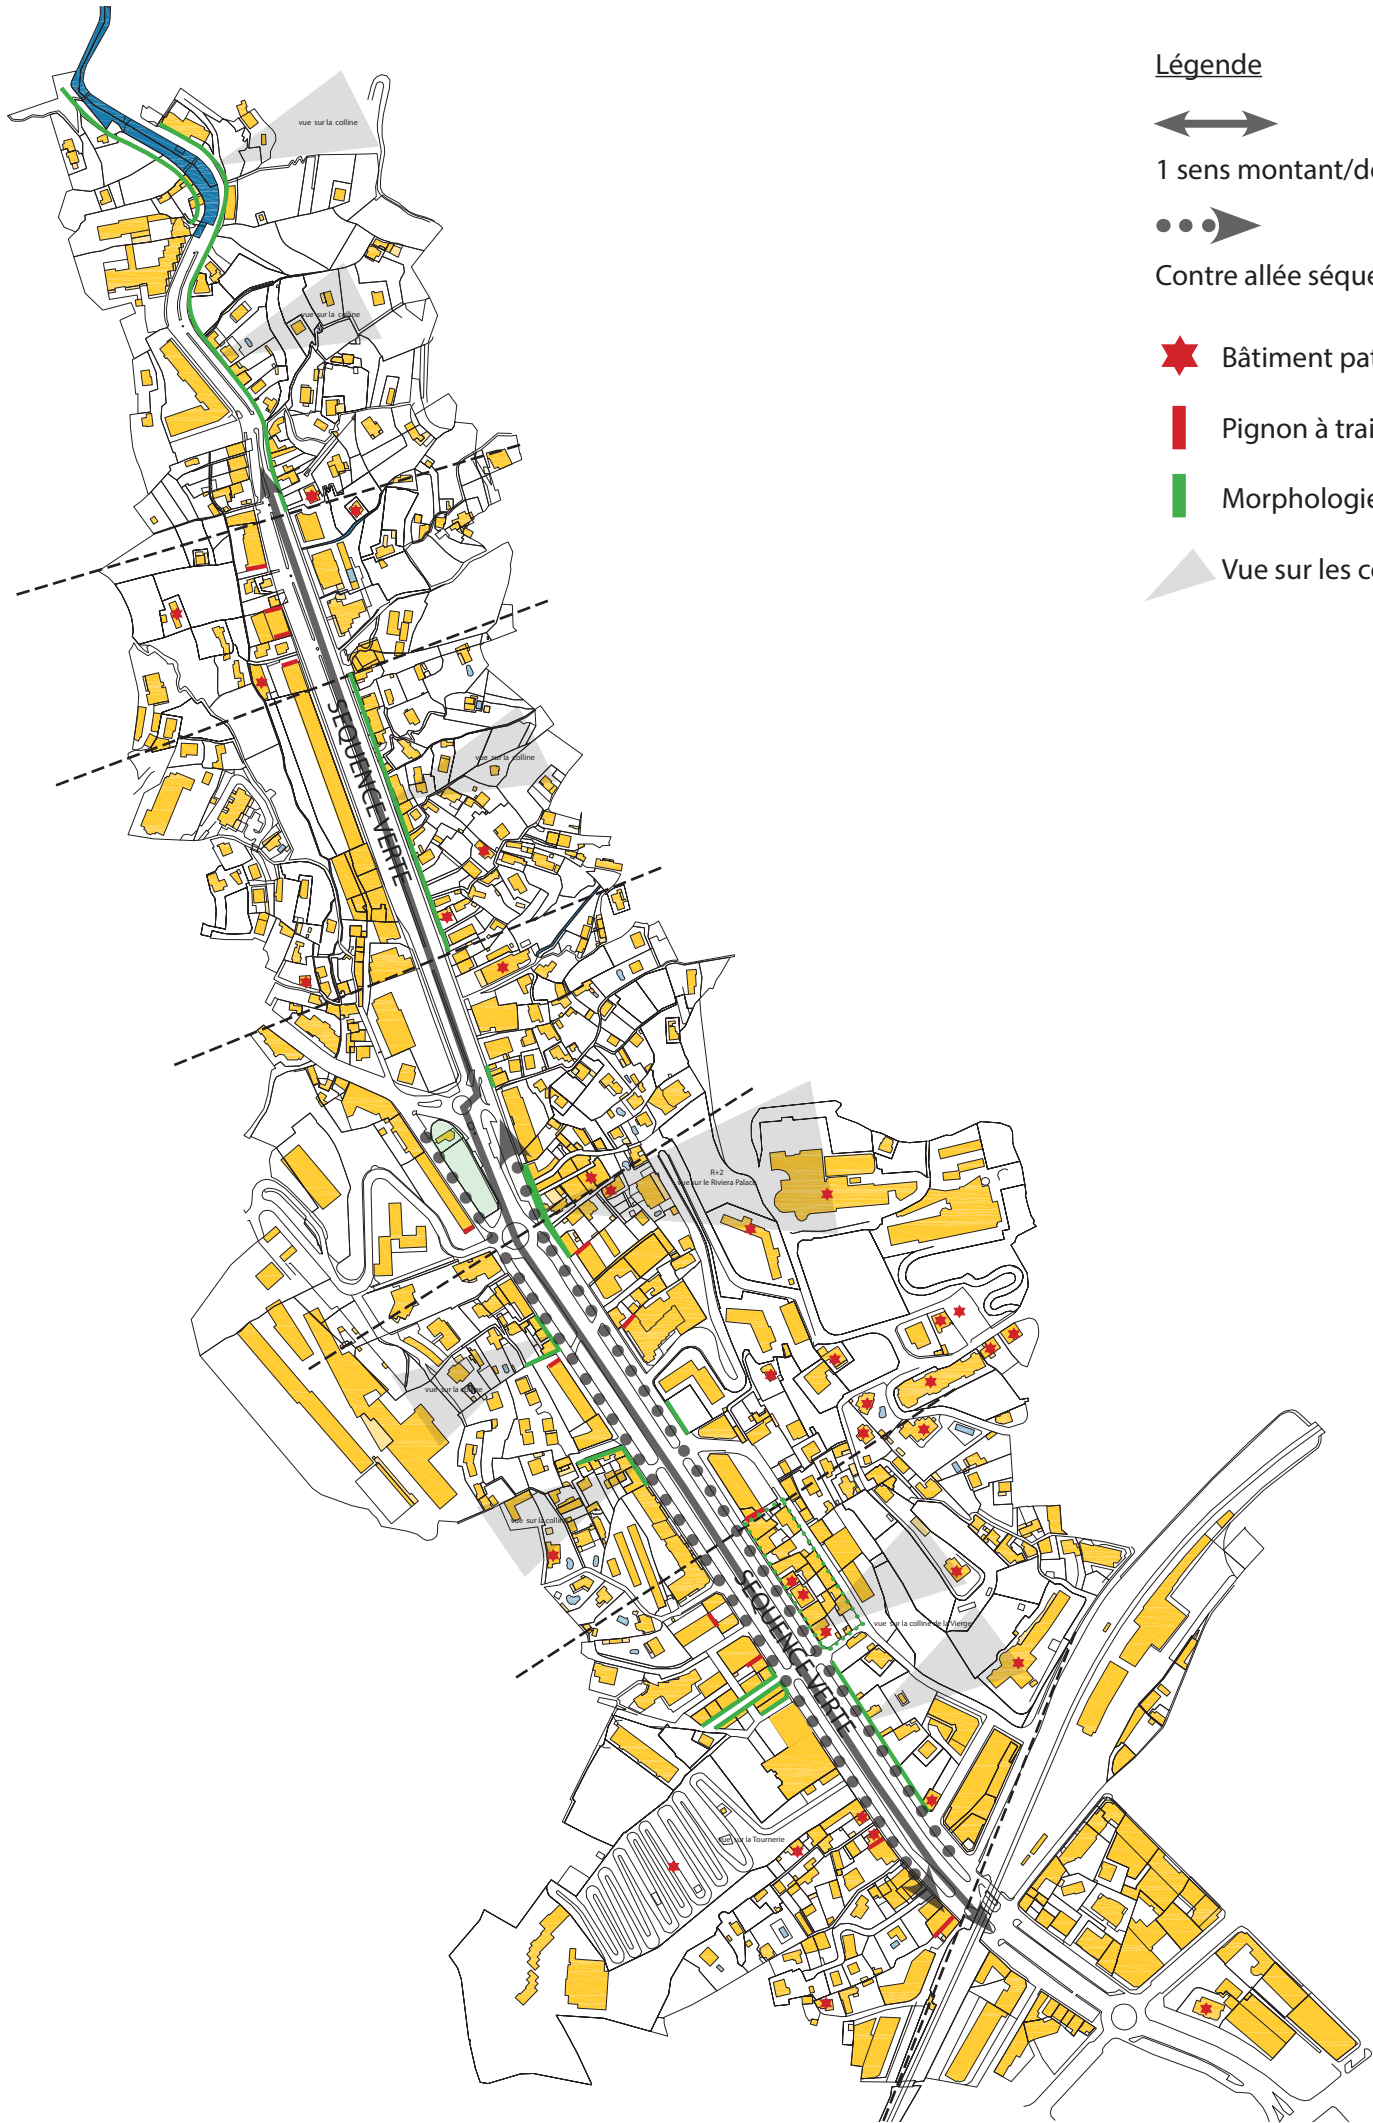 Légende
1 sens montant/de
Contre allée séque
Bâtiment pat
Pignon à trai
Morphologie
Vue sur les co
vue sur la colline
vue sur la colline
SEQUENCE VERTE
vue sur la colline
R+2
vue sur le Riviera Palace
vue sur la colline
vue sur la colline
SEQUENCE VERTE
vue sur la colline de la Vierge
vue sur la Tournerie